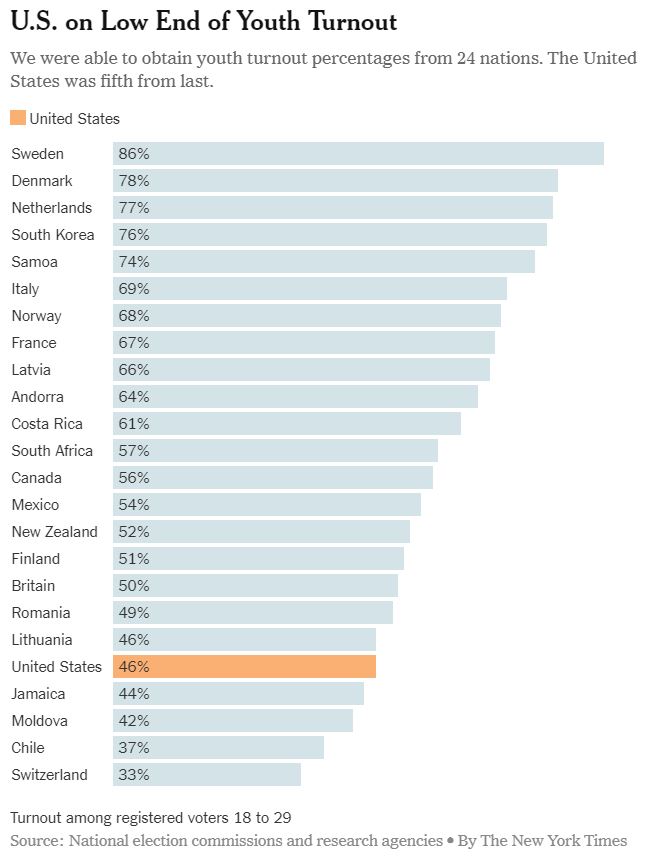 U.S. on Low End of Youth Turnout
We were able to obtain youth turnout percentages from 24 nations. The United
States was fifth from last.
United States
Sweden 86%
Denmark 78%
Netherlands 77%
South Korea 76%
Samoa 74%
Italy 69%
Norway 68%
France 67%
Latvia 66%
Andorra 64%
Costa Rica 61%
South Africa 57%
Canada 56%
Mexico 54%
New Zealand 52%
Finland 51%
Britain 50%
Romania 49%
Lithuania 46%
United States 46%
Jamaica 44%
Moldova 42%
Chile 37%
Switzerland 33%
Turnout among registered voters 18 to 29
Source: National election commissions and research agencies • By The New York Times